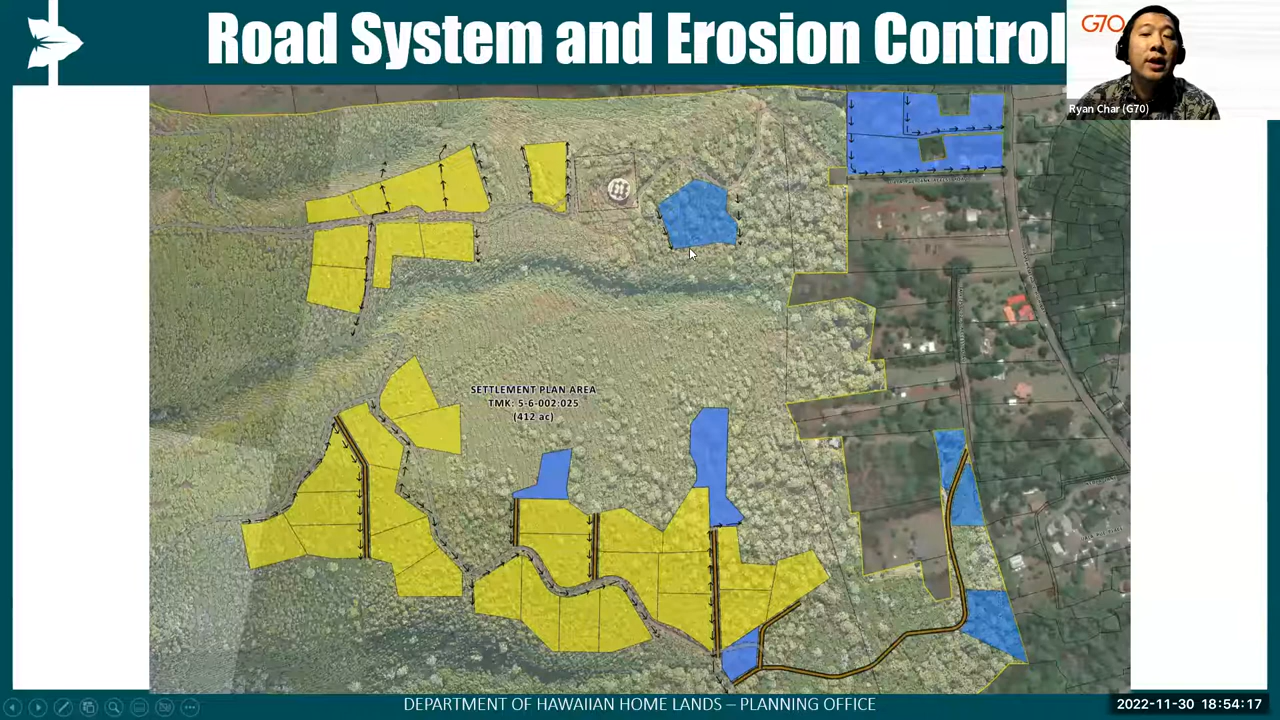 Road System and Erosion Control
G70
Ryan Char (G70)
SETTLEMENT PLAN AREA
TMK: 5-6-002:025
(412 ac)
DEPARTMENT OF HAWAIIAN HOME LANDS – PLANNING OFFICE
2022-11-30 18:54:17